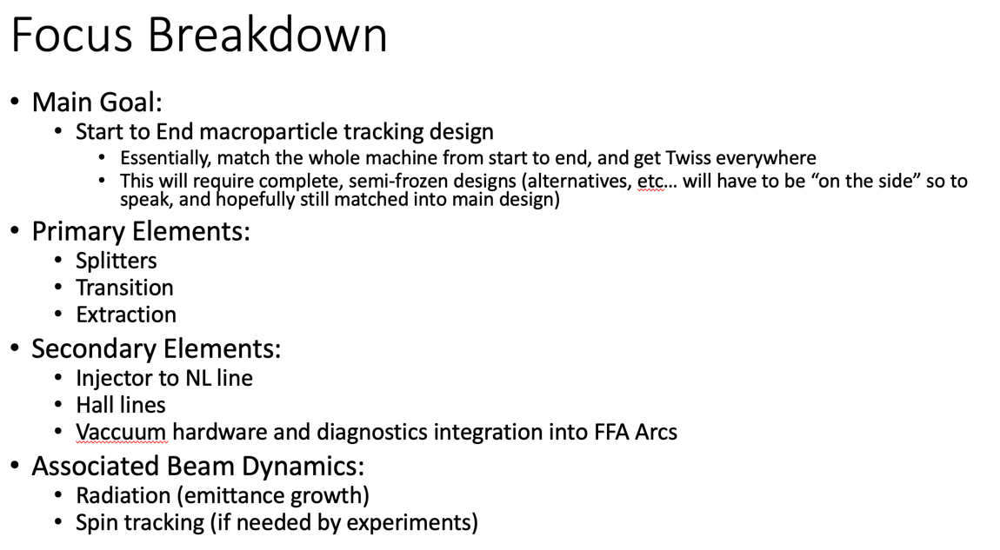 Focus Breakdown
• Main Goal:
• Start to End macroparticle tracking design
• Essentially, match the whole machine from start to end, and get Twiss everywhere
• This will require complete, semi-frozen designs (alternatives, etc... will have to be “on the side” so to
speak, and hopefully still matched into main design)
• Primary Elements:
• Splitters
• Transition
• Extraction
• Secondary Elements:
• Injector to NL line
• Hall lines
• Vaccuum hardware and diagnostics integration into FFA Arcs
• Associated Beam Dynamics:
• Radiation (emittance growth)
• Spin tracking (if needed by experiments)